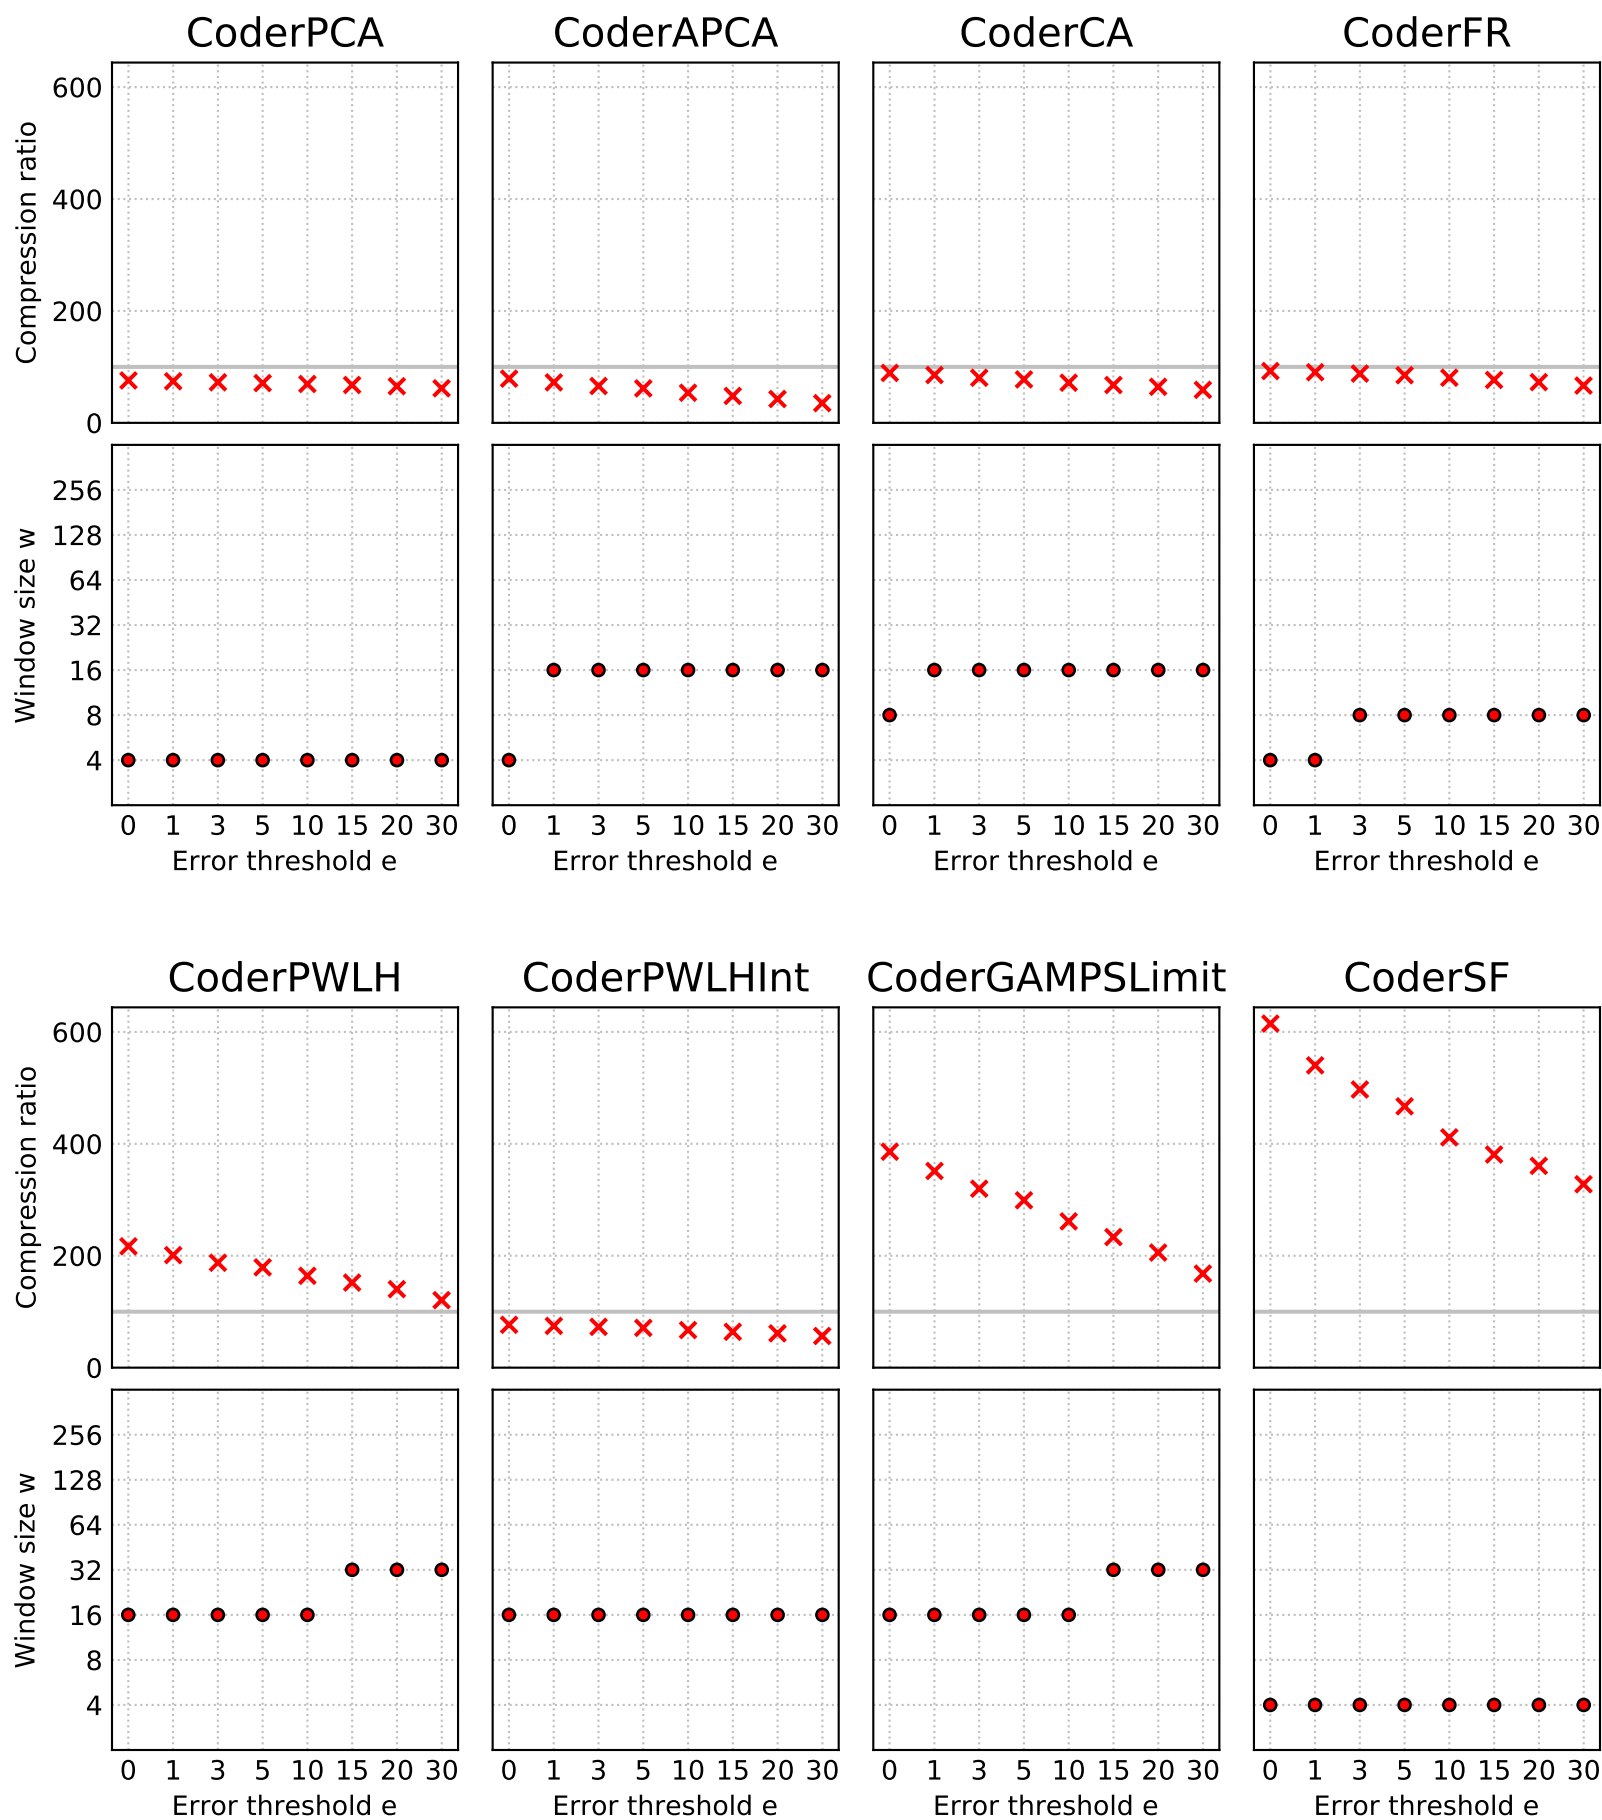 CoderPCA CoderAPCA CoderCA CoderFR
Compression ratio
600
400
200
0
Window size w
256
128
64
32
16
8
4
0 1 3 5 10 15 20 30 0 1 3 5 10 15 20 30 0 1 3 5 10 15 20 30 0 1 3 5 10 15 20 30
Error threshold e Error threshold e Error threshold e Error threshold e
CoderPWLH CoderPWLHInt CoderGAMPSLimit CoderSF
Compression ratio
600
400
200
0
Window size w
256
128
64
32
16
8
4
0 1 3 5 10 15 20 30 0 1 3 5 10 15 20 30 0 1 3 5 10 15 20 30 0 1 3 5 10 15 20 30
Error threshold e Error threshold e Error threshold e Error threshold e